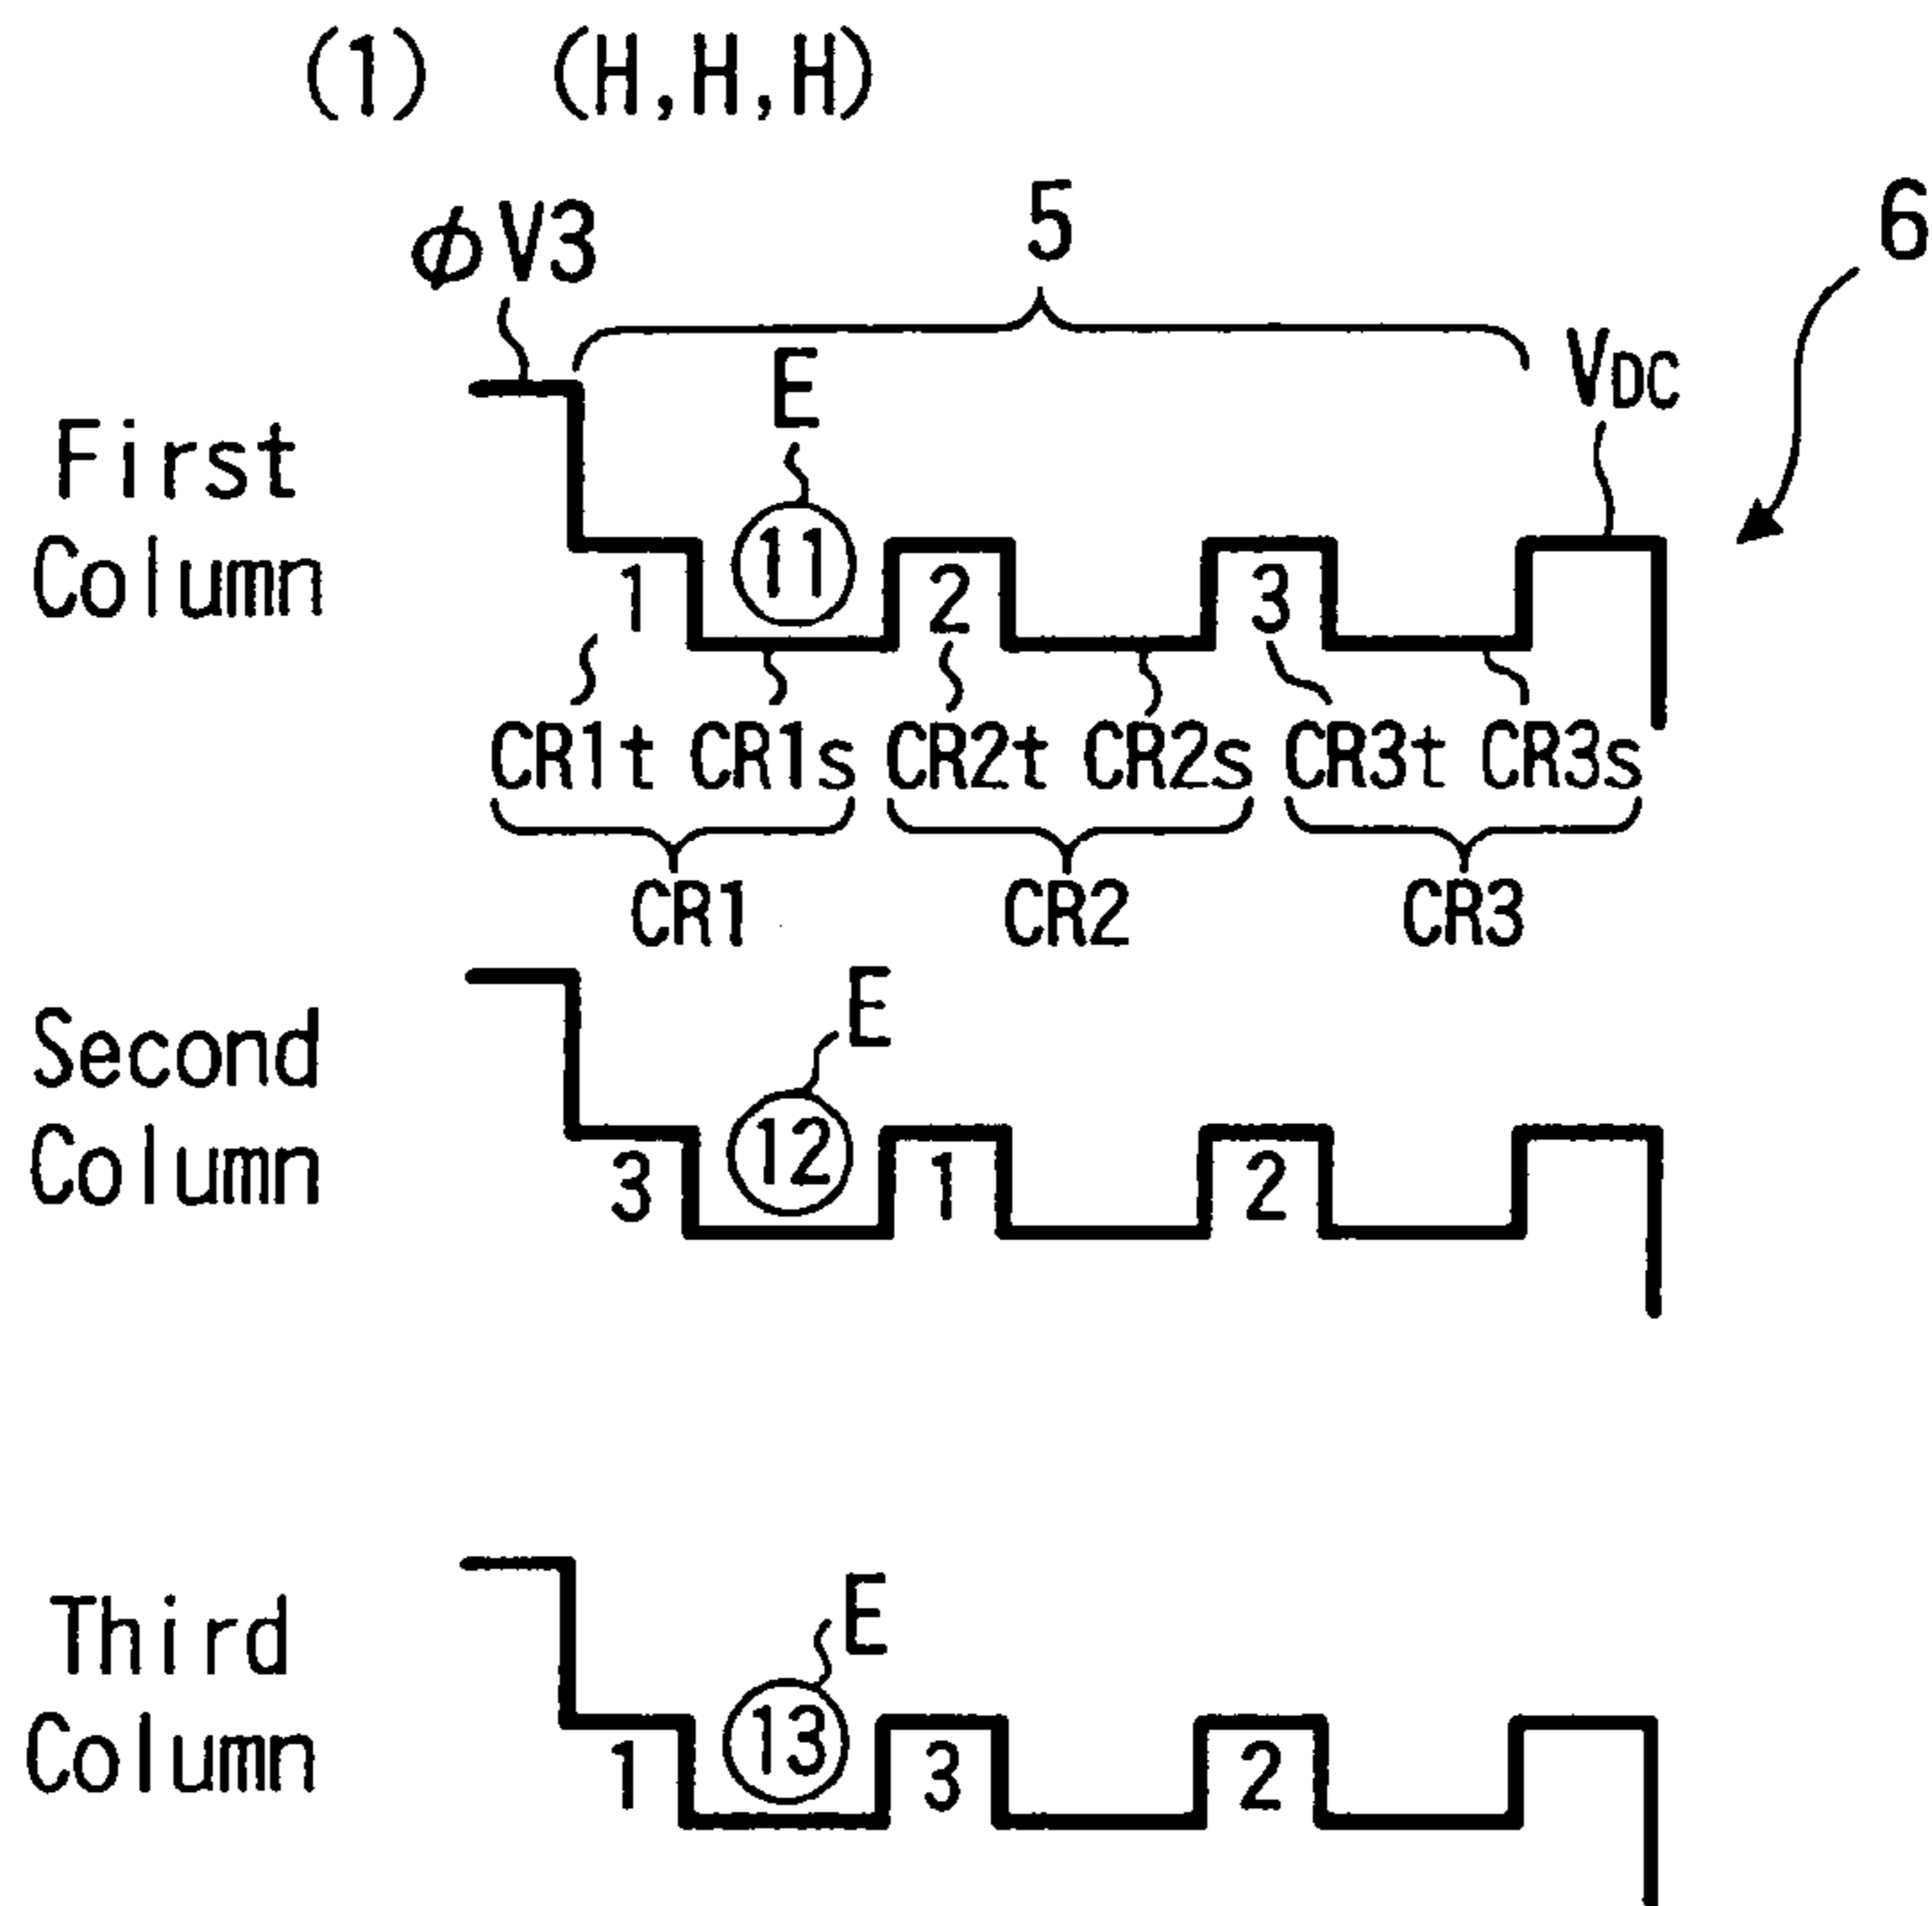 (1) (H,H,H)
5
6
φV3
E
VDC
First
Column
11
1
2
3
CR1t CR1s CR2t CR2s CR3t CR3s
CR1 CR2 CR3
E
Second
Column
12
3
1
2
E
Third
Column
13
1
3
2